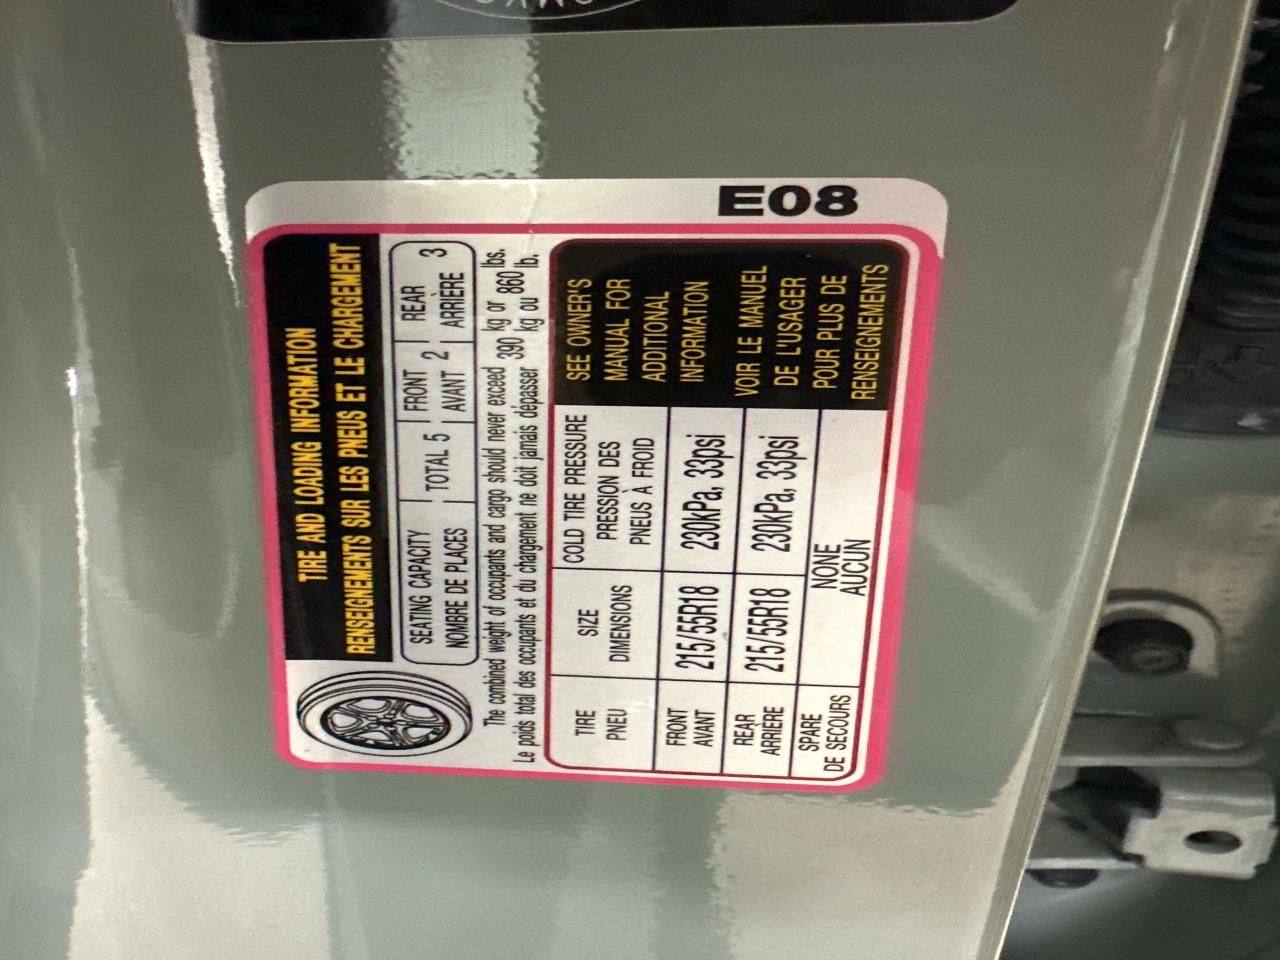 TIRE AND LOADING INFORMATION
RENSEIGNEMENTS SUR LES PNEUS ET LE CHARGEMENT
SEATING CAPACITY
NOMBRE DE PLACES
TOTAL 5
FRONT
AVANT 2
REAR
ARRIÈRE 3
The combined weight of occupants and cargo should never exceed 390 kg or 860 lbs.
Le poids total des occupants et du chargement ne doit jamais dépasser 390 kg ou 860 lb.
TIRE
PNEU
SIZE
DIMENSIONS
COLD TIRE PRESSURE
PRESSION DES
PNEUS À FROID
FRONT
AVANT
215/55R18
230kPa, 33psi
REAR
ARRIÈRE
215/55R18
230kPa, 33psi
SPARE
DE SECOURS
NONE
AUCUN
SEE OWNER'S
MANUAL FOR
ADDITIONAL
INFORMATION
VOIR LE MANUEL
DE L'USAGER
POUR PLUS DE
RENSEIGNEMENTS
E08